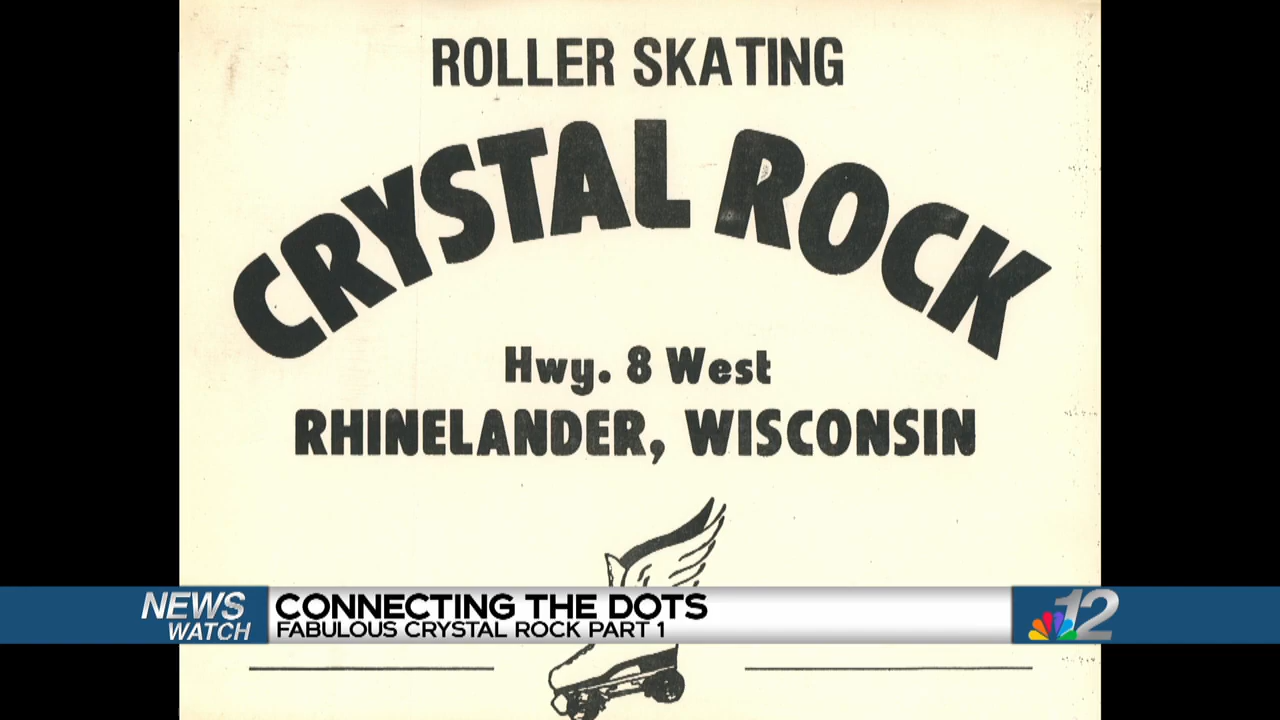 ROLLER SKATING
CRYSTAL ROCK
Hwy. 8 West
RHINELANDER, WISCONSIN
NEWS
WATCH
CONNECTING THE DOTS
FABULOUS CRYSTAL ROCK PART 1
12